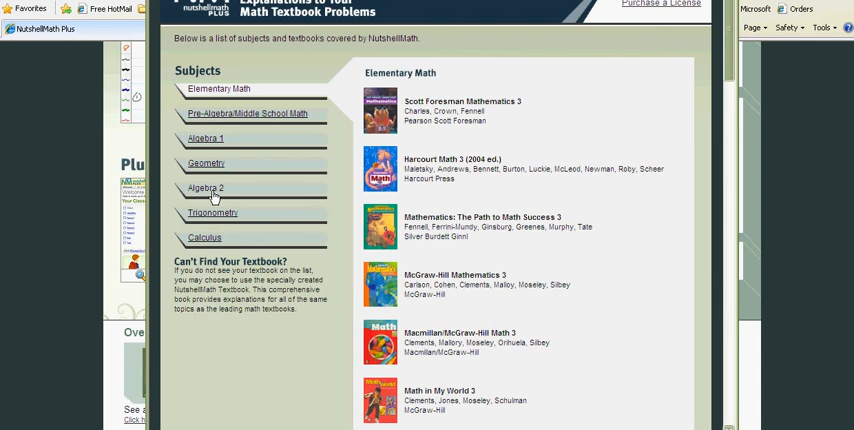 Favorites
Free HotMail
Microsoft
Orders
NutshellMath Plus
Page
Safety
Tools
nutshellmath
PLUS
Explanations to Your
Math Textbook Problems
Purchase a License
Below is a list of subjects and textbooks covered by NutshellMath.
Subjects
Elementary Math
Pre-Algebra/Middle School Math
Algebra 1
Geometry
Algebra 2
Trigonometry
Calculus
Can't Find Your Textbook?
If you do not see your textbook on the list,
you may choose to use the specially created
NutshellMath Textbook. This comprehensive
book provides explanations for all of the same
topics as the leading math textbooks.
Elementary Math
Scott Foresman Mathematics 3
Charles, Crown, Fennell
Pearson Scott Foresman
Harcourt Math 3 (2004 ed.)
Maletsky, Andrews, Bennett, Burton, Luckie, McLeod, Newman, Roby, Scheer
Harcourt Press
Mathematics: The Path to Math Success 3
Fennell, Ferrini-Mundy, Ginsburg, Greenes, Murphy, Tate
Silver Burdett Ginnl
McGraw-Hill Mathematics 3
Carlson, Cohen, Clements, Malloy, Moseley, Silbey
McGraw-Hill
Macmillan/McGraw-Hill Math 3
Clements, Mallory, Moseley, Orihuela, Silbey
Macmillan/McGraw-Hill
Math in My World 3
Clements, Jones, Moseley, Schulman
McGraw-Hill
Plu
Welcome
Ove
See a
Click h